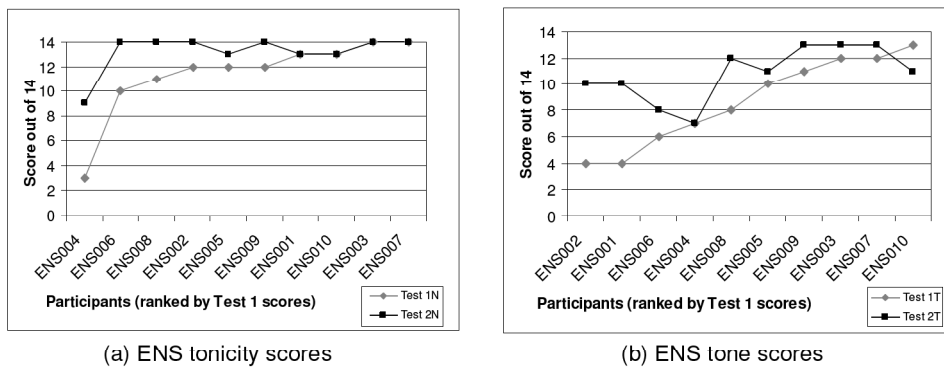 14
12
10
8
6
4
2
0
Score out of 14
ENS004
ENS006
ENS008
ENS002
ENS005
ENS009
ENS001
ENS010
ENS003
ENS007
Participants (ranked by Test 1 scores)
Test 1N
Test 2N
(a) ENS tonicity scores
14
12
10
8
6
4
2
0
Score out of 14
ENS002
ENS001
ENS006
ENS004
ENS008
ENS005
ENS009
ENS003
ENS007
ENS010
Participants (ranked by Test 1 scores)
Test 1T
Test 2T
(b) ENS tone scores